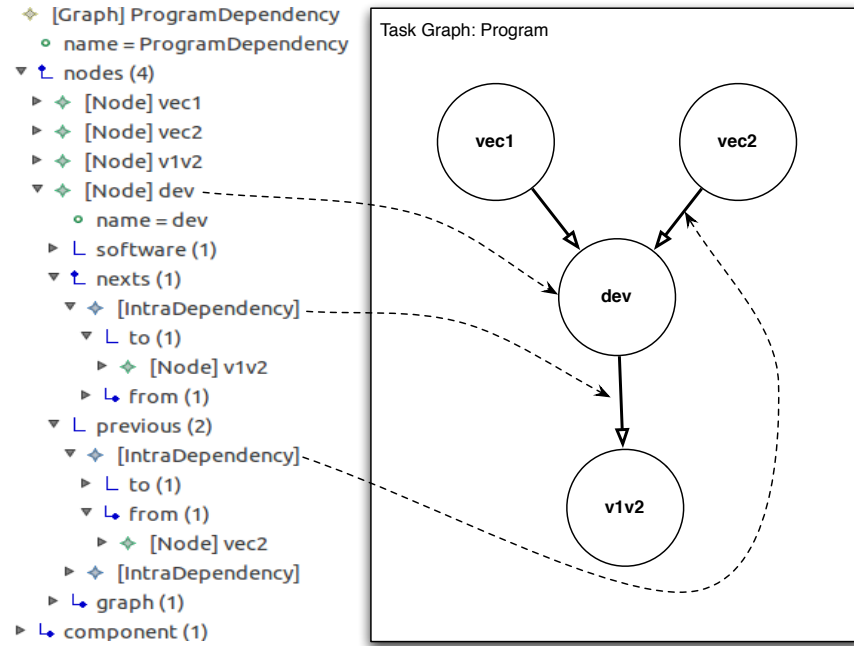 [Graph] ProgramDependency
name = ProgramDependency
nodes (4)
[Node] vec1
[Node] vec2
[Node] v1v2
[Node] dev
name = dev
software (1)
nexts (1)
[IntraDependency]
to (1)
[Node] v1v2
from (1)
previous (2)
[IntraDependency]
to (1)
from (1)
[Node] vec2
[IntraDependency]
graph (1)
component (1)
Task Graph: Program
vec1
vec2
dev
v1v2